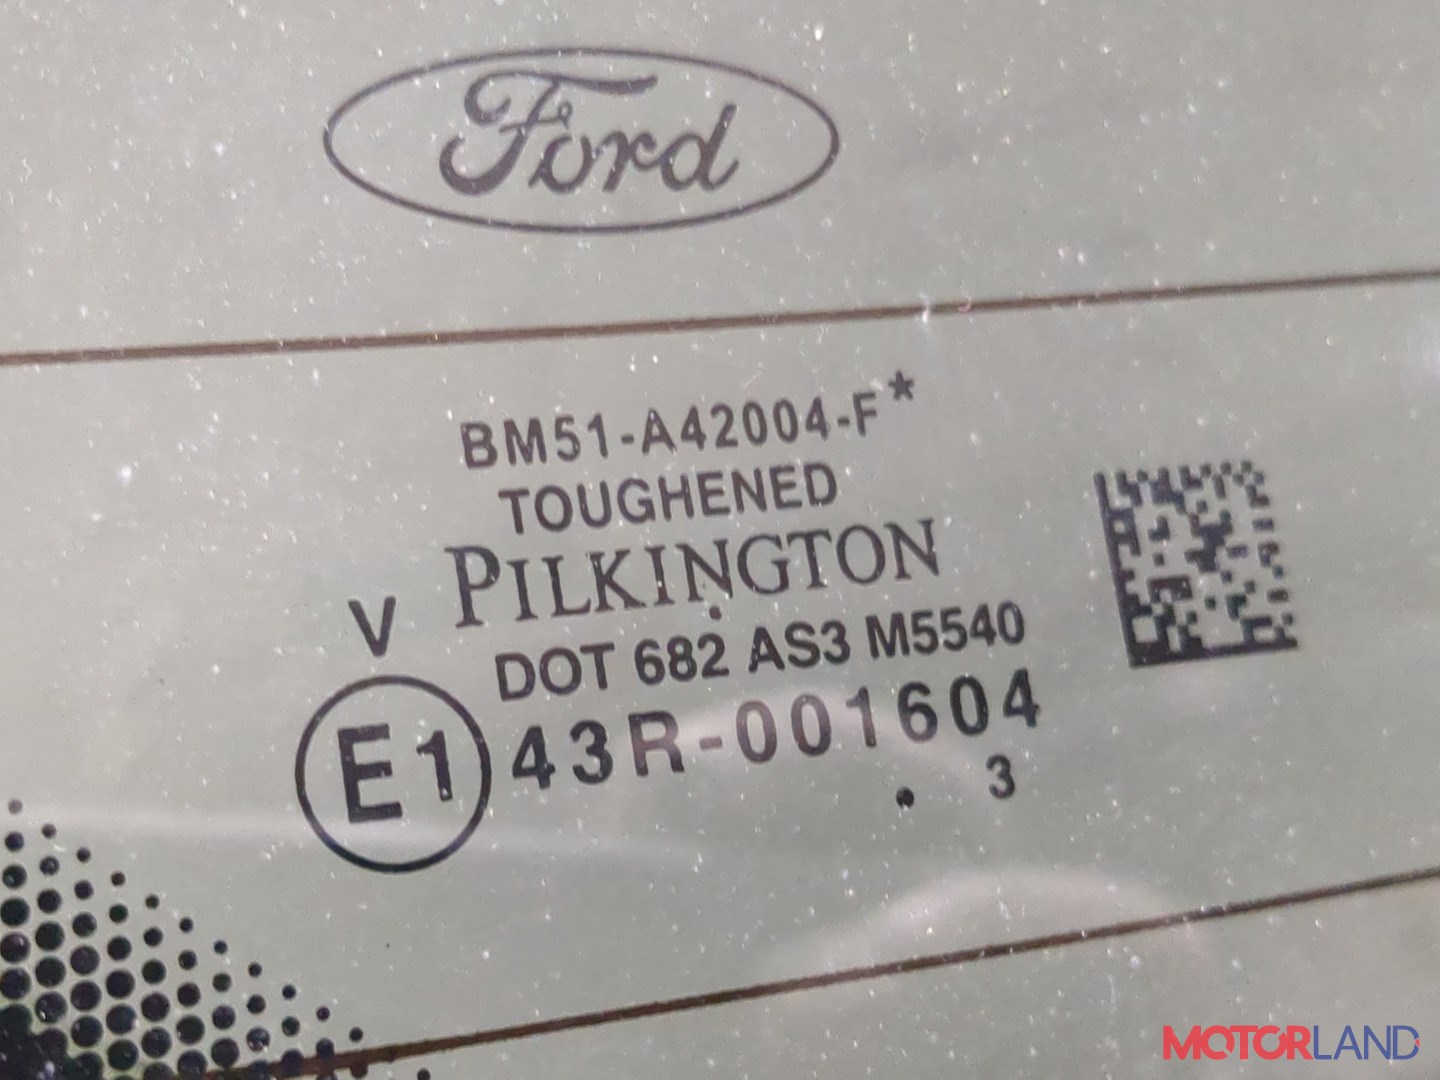 Ford
BM51-A42004-F*
TOUGHENED
PILKINGTON
V
DOT 682 AS3 M5540
E1 43R-001604
. 3
MOTORLAND